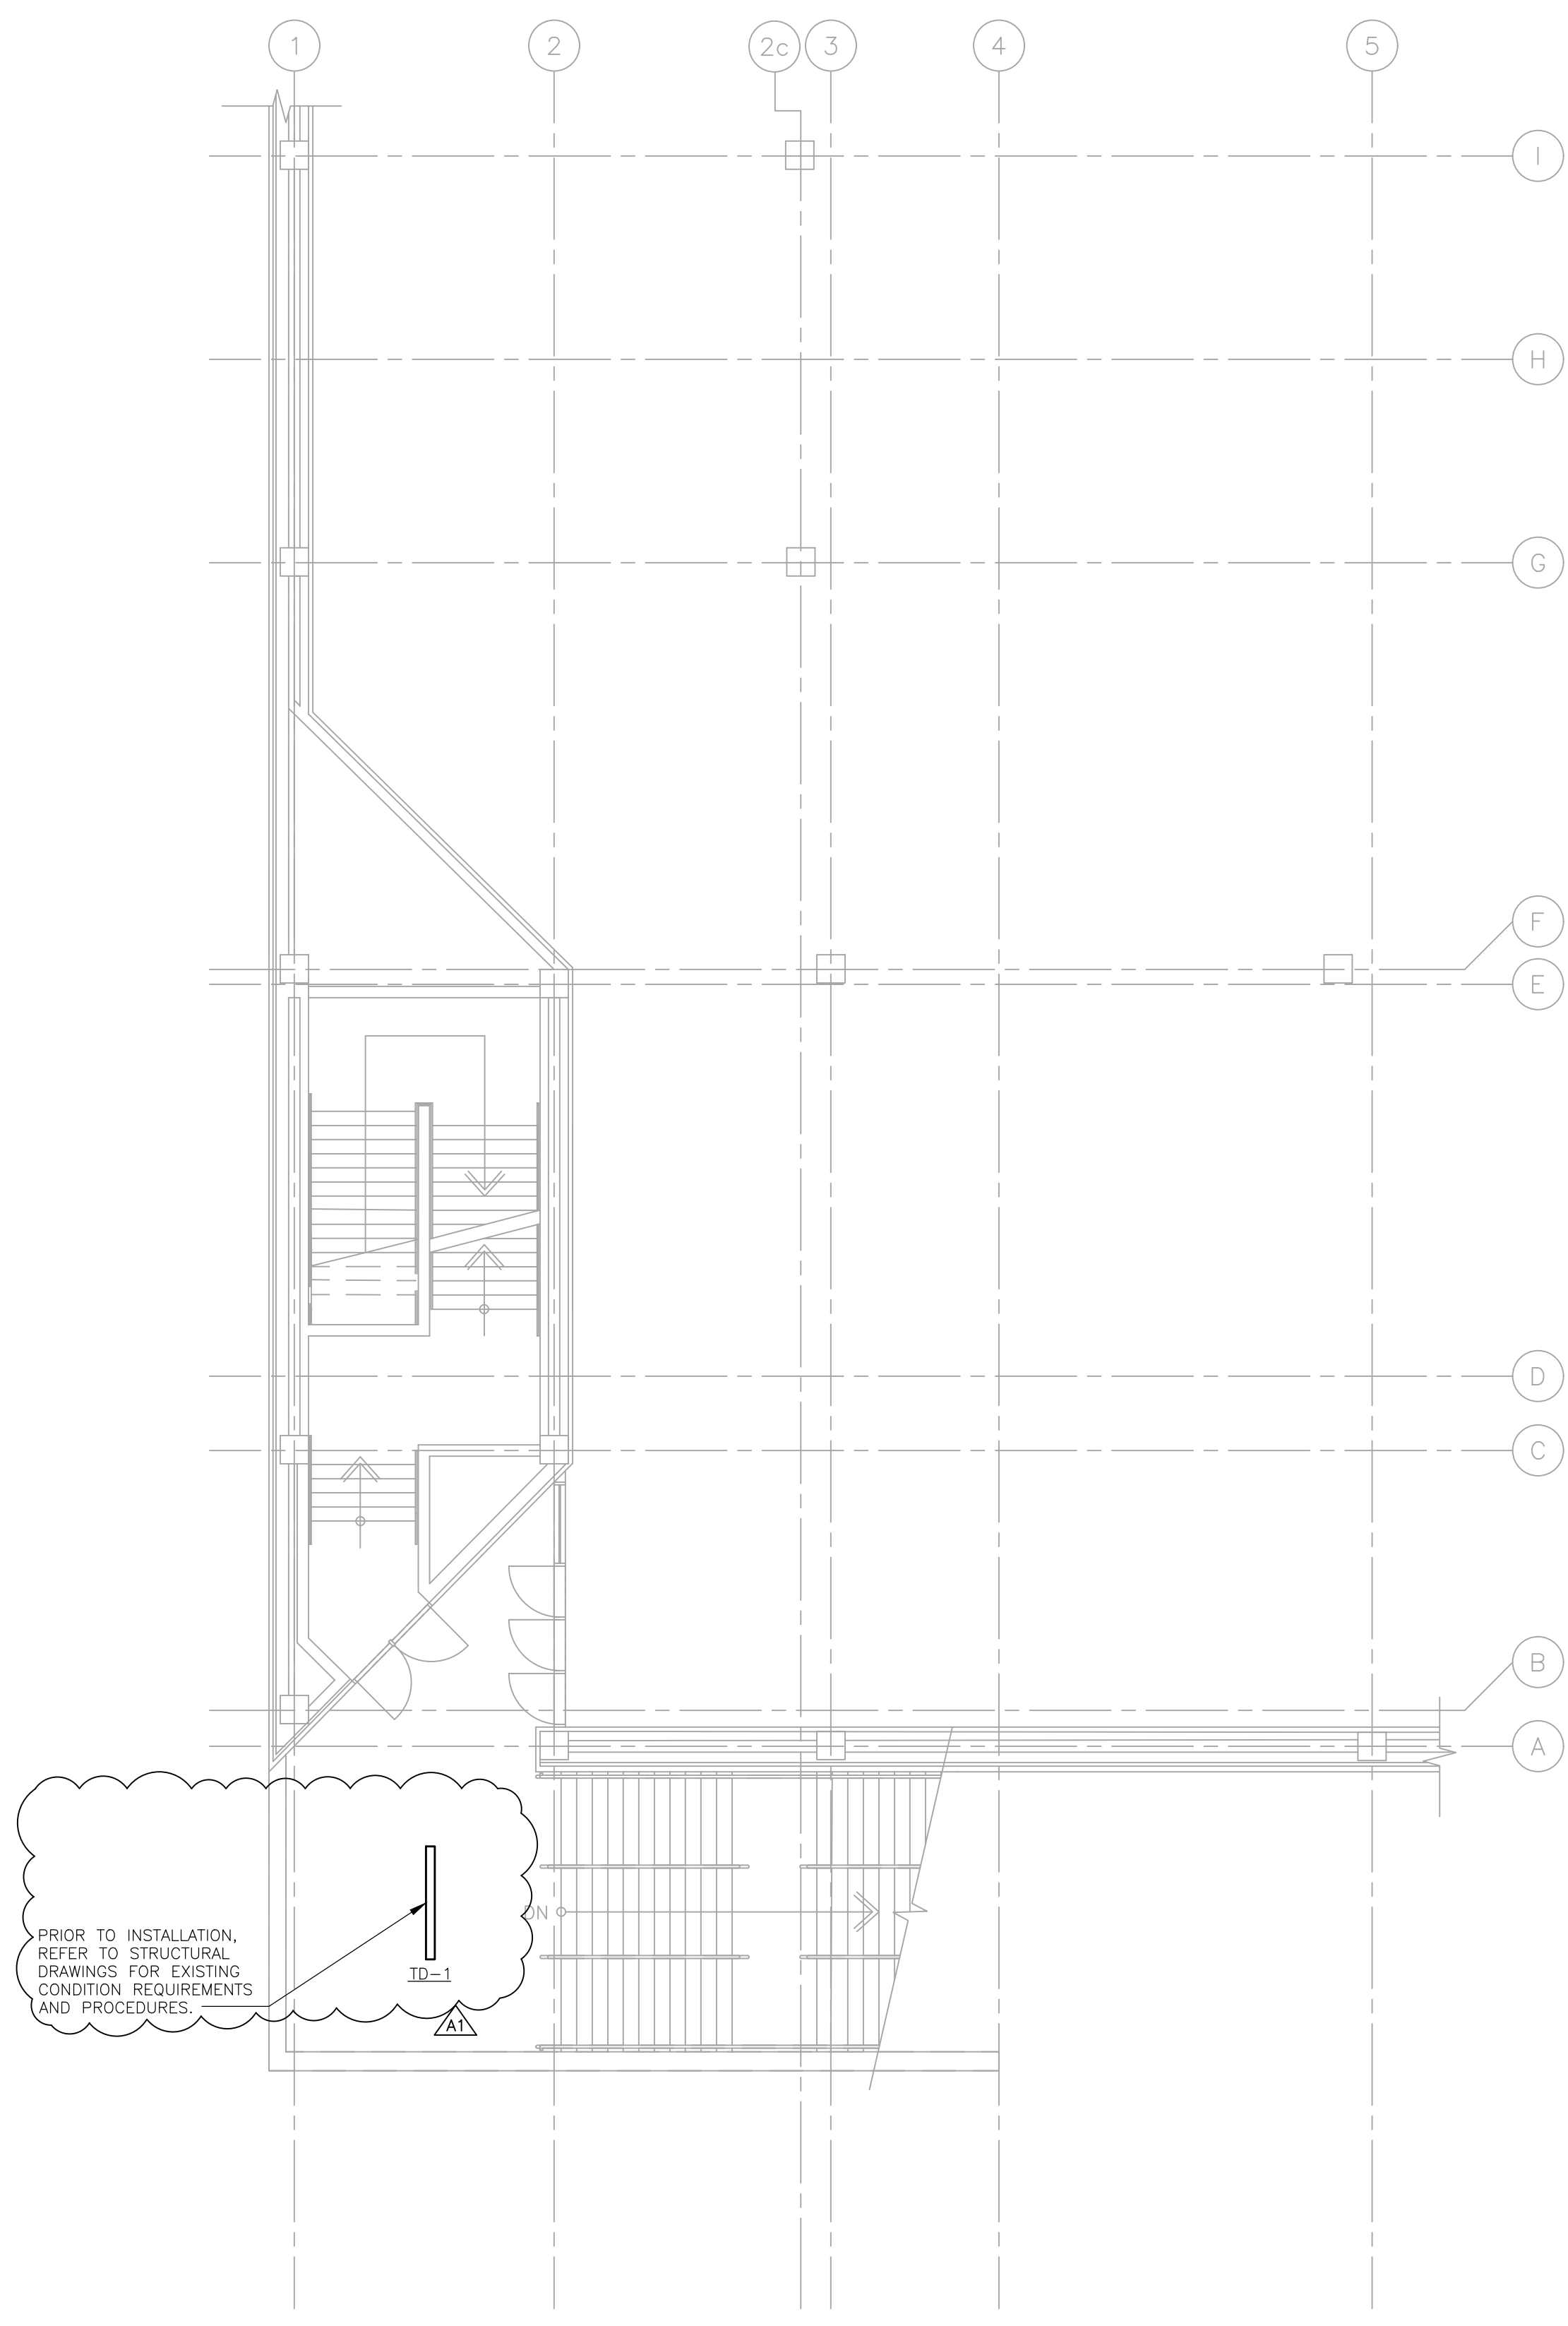 1
2
2c
3
4
5
I
H
G
F
E
D
C
B
A
DN
PRIOR TO INSTALLATION,
REFER TO STRUCTURAL
DRAWINGS FOR EXISTING
CONDITION REQUIREMENTS
AND PROCEDURES.
TD-1
A1